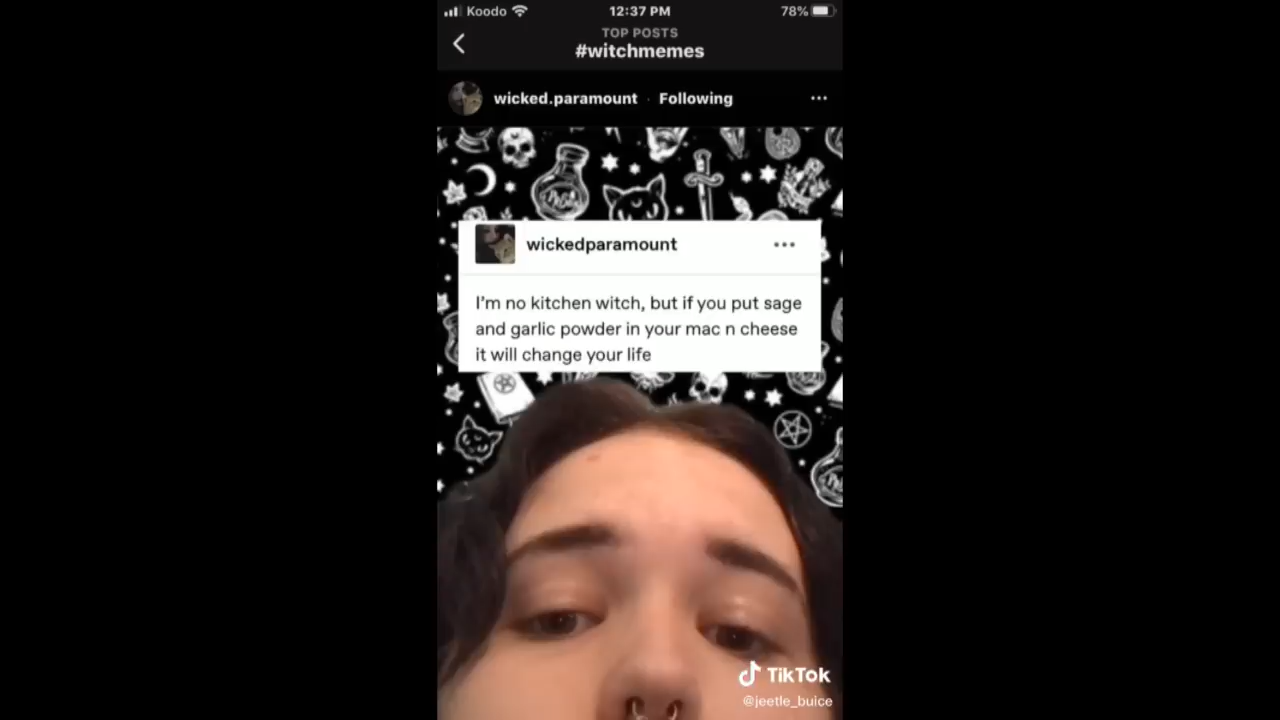 Koodo
12:37 PM
78%
TOP POSTS
#witchmemes
wicked.paramount · Following
wickedparamount
I'm no kitchen witch, but if you put sage
and garlic powder in your mac n cheese
it will change your life
TikTok
@jeetle_buice